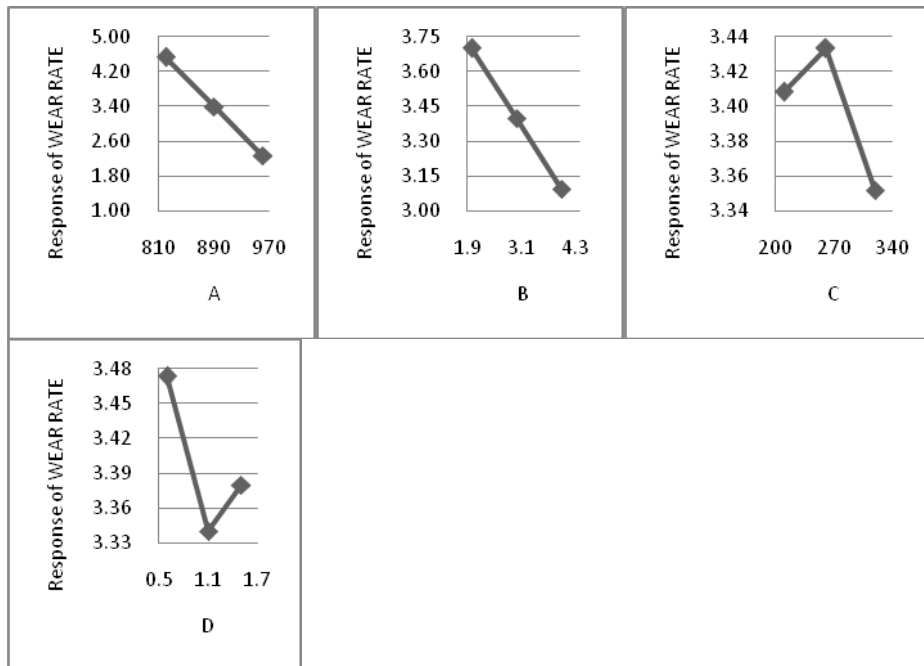 Response of WEAR RATE
5.00
4.20
3.40
2.60
1.80
1.00
810 890 970
A
Response of WEAR RATE
3.75
3.60
3.45
3.30
3.15
3.00
1.9 3.1 4.3
B
Response of WEAR RATE
3.44
3.42
3.40
3.38
3.36
3.34
200 270 340
C
Response of WEAR RATE
3.48
3.45
3.42
3.39
3.36
3.33
0.5 1.1 1.7
D